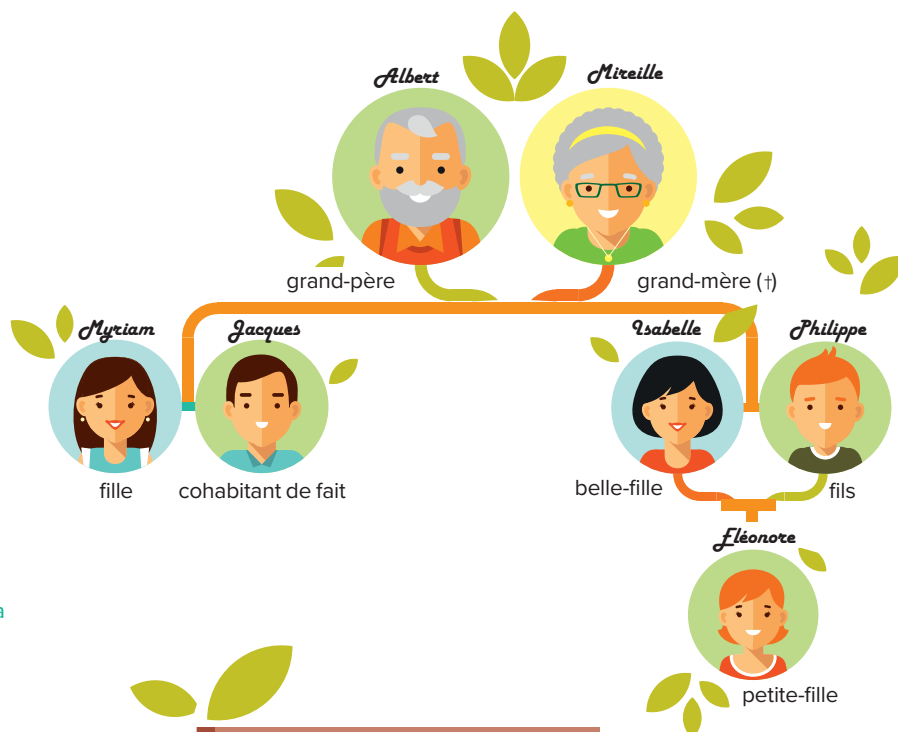 Albert
Mireille
grand-père
grand-mère (†)
Myriam
Jacques
Isabelle
Philippe
fille
cohabitant de fait
belle-fille
fils
Eléonore
a
petite-fille